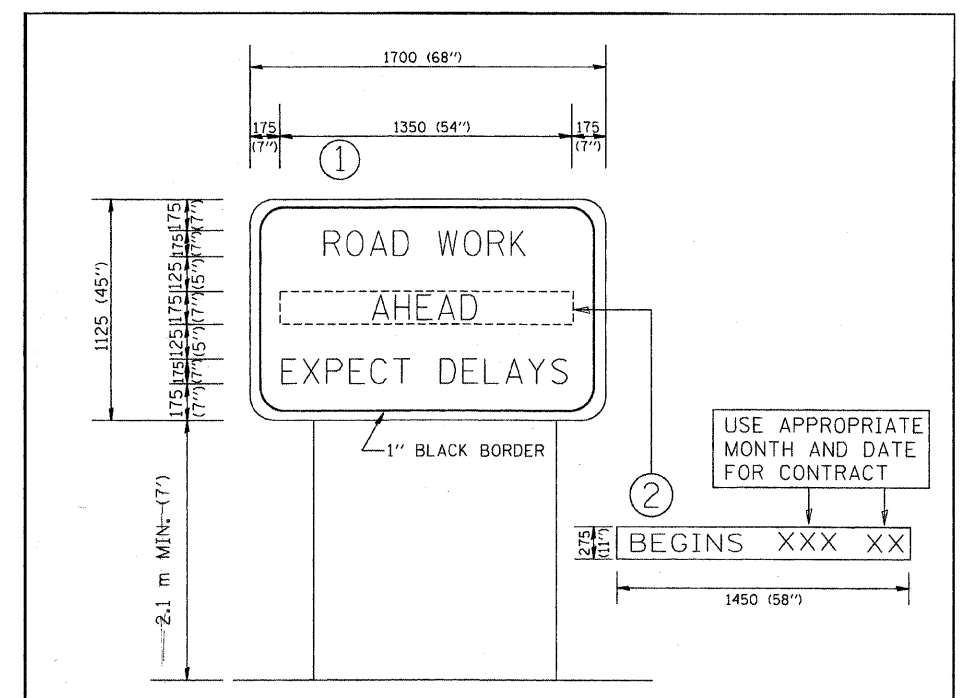 1700 (68")
175
(7")
1350 (54")
175
(7")
1
1125 (45")
175
(7")
175
(7")
125
(5")
175
(7")
125
(5")
175
(7")
175
(7")
ROAD WORK
AHEAD
EXPECT DELAYS
1" BLACK BORDER
2.1 m MIN. (7')
USE APPROPRIATE
MONTH AND DATE
FOR CONTRACT
2
275
(11")
BEGINS XXX XX
1450 (58")